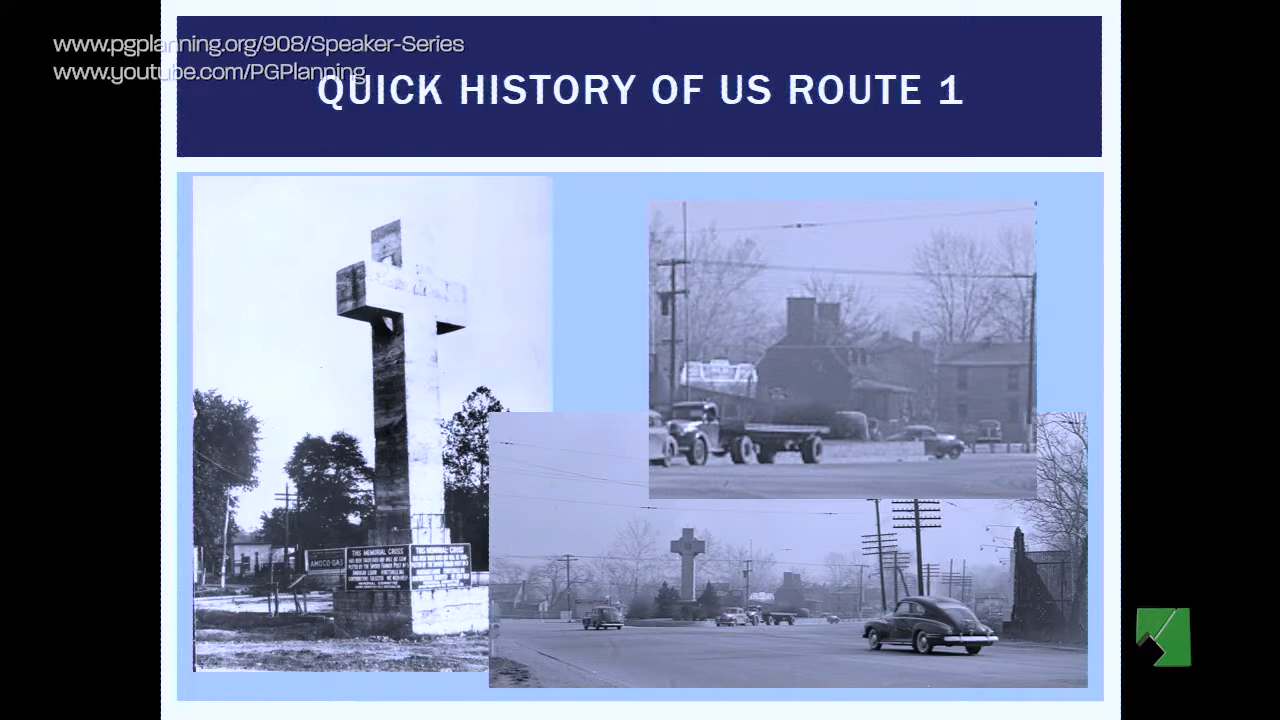 www.pgplanning.org/908/Speaker-Series
www.youtube.com/PGPlanning
QUICK HISTORY OF US ROUTE 1
AMOCO GAS
THIS MEMORIAL CROSS
THIS MEMORIAL CROSS